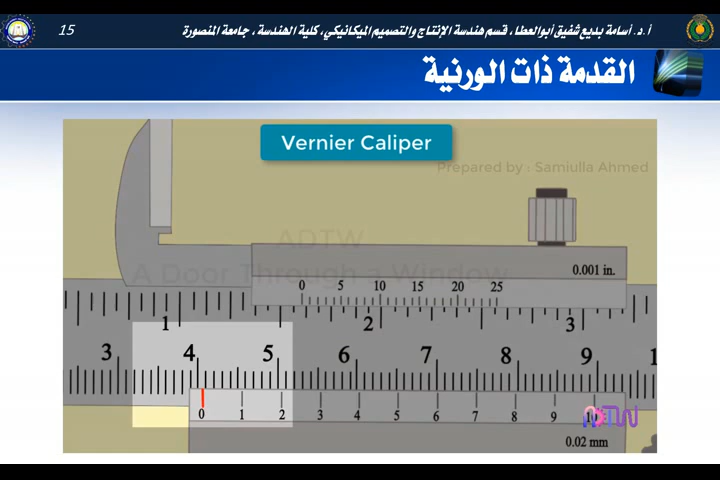 أ.د. أسامة بديع شفيق أبوالعطا ، قسم هندسة الإنتاج والتصميم الميكانيكي، كلية الهندسة ، جامعة المنصورة
15
القدمة ذات الورنية
Vernier Caliper
Prepared by : Samiulla Ahmed
ADTW
A Door Through a Window
0.001 in.
0 5 10 15 20 25
1 2 3
3 4 5 6 7 8 9 1
0 1 2 3 4 5 6 7 8 9 10
ADTW
0.02 mm